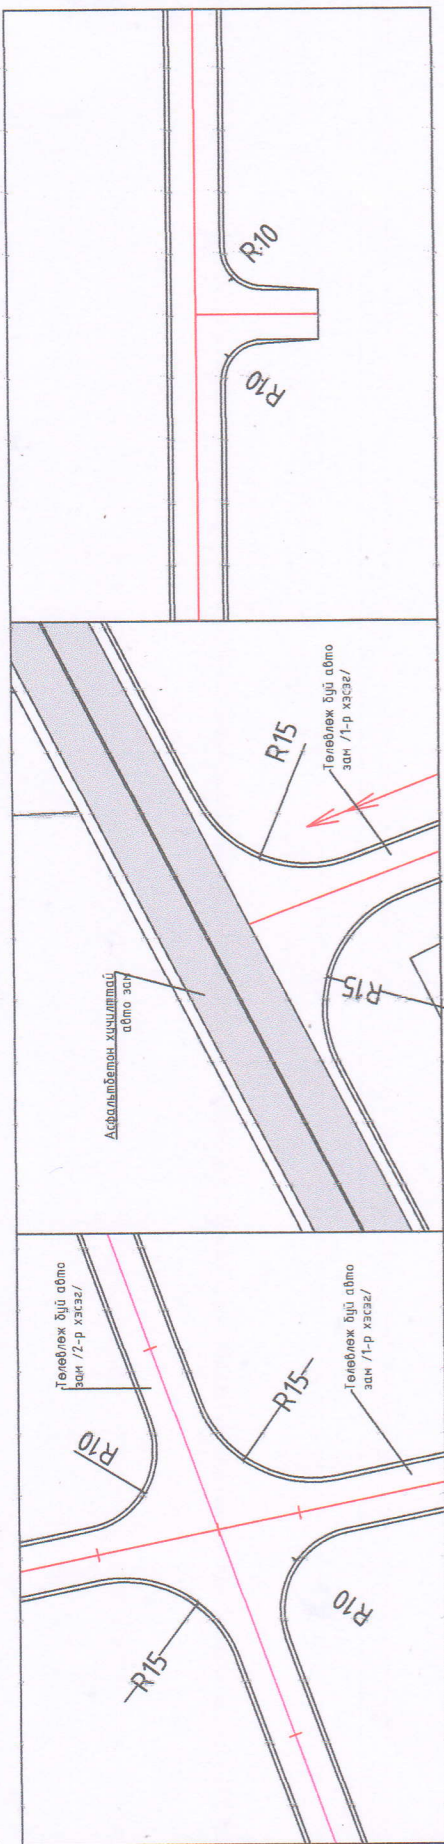 R10
R10
R15
Төлөвлөж буй авто
зам /1-р хэсэг/
R15
Асфальтбетон хучилттай
авто зам
Төлөвлөж буй авто
зам /2-р хэсэг/
R10
R15
Төлөвлөж буй авто
зам /1-р хэсэг/
R15
R10